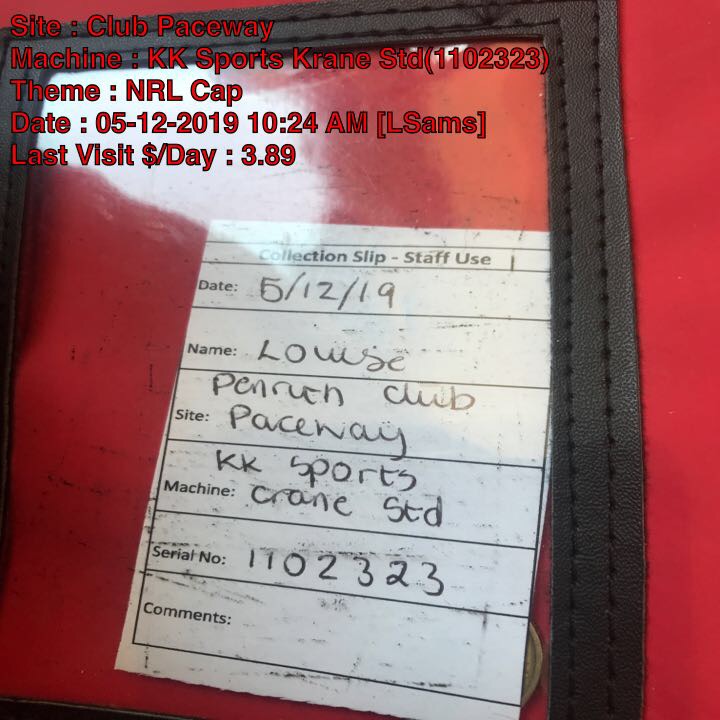 Site : Club Paceway
Machine : KK Sports Krane Std(1102323)
Theme : NRL Cap
Date : 05-12-2019 10:24 AM [LSams]
Last Visit $/Day : 3.89
Collection Slip - Staff Use
Date: 5/12/19
Name: Louise
Penrith club
Site: Paceway
KK Sports
Machine: Crane Std
Serial No: 1102323
Comments: